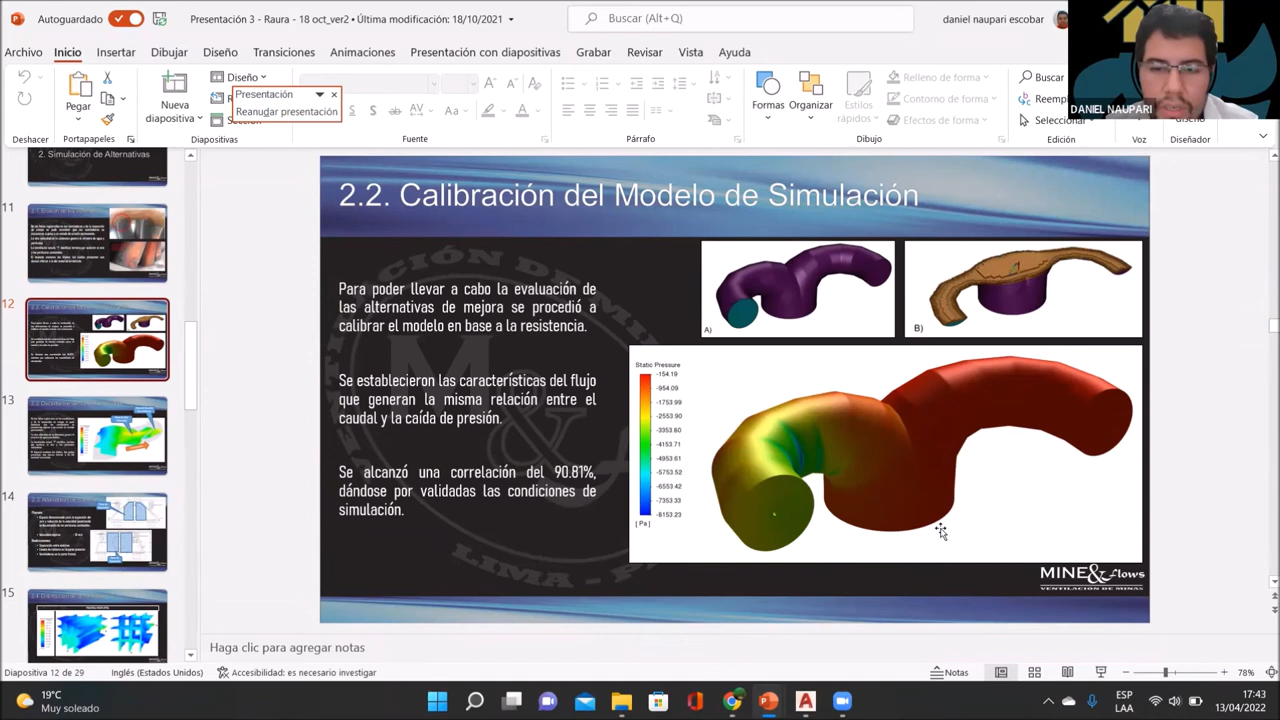 Autoguardado
Presentación 3 - Raura - 18 oct_ver2 • Última modificación: 18/10/2021
Buscar (Alt+Q)
daniel naupari escobar
Archivo Inicio Insertar Dibujar Diseño Transiciones Animaciones Presentación con diapositivas Grabar Revisar Vista Ayuda
Pegar
Nueva diapositiva
Diseño
Presentación
Reanudar presentación
Formas
Organizar
Estilos rápidos
Relleno de forma
Contorno de forma
Efectos de forma
Buscar
Seleccionar
DANIEL NAUPARI
Deshacer Portapapeles Diapositivas Fuente Párrafo Dibujo Edición Voz Diseñador
2. Simulación de Alternativas
11
12
13
14
15
2.2. Calibración del Modelo de Simulación
Para poder llevar a cabo la evaluación de
las alternativas de mejora se procedió a
calibrar el modelo en base a resistencia.
Se establecieron las características del flujo
que generan la misma relación entre el
caudal y la caída de presión.
Se alcanzó una correlación del 90.81%,
dándose por validadas las condiciones de
simulación.
A)
B)
Static Pressure
-154.19
-954.09
-1753.99
-2553.90
-3353.80
-4153.71
-4953.61
-5753.52
-6553.42
-7353.33
-8153.23
[ Pa ]
MINE& flows
VENTILACIÓN DE MINAS
Haga clic para agregar notas
Diapositiva 12 de 29
Inglés (Estados Unidos)
Accesibilidad: es necesario investigar
Notas
78%
19°C
Muy soleado
ESP
LAA
17:43
13/04/2022